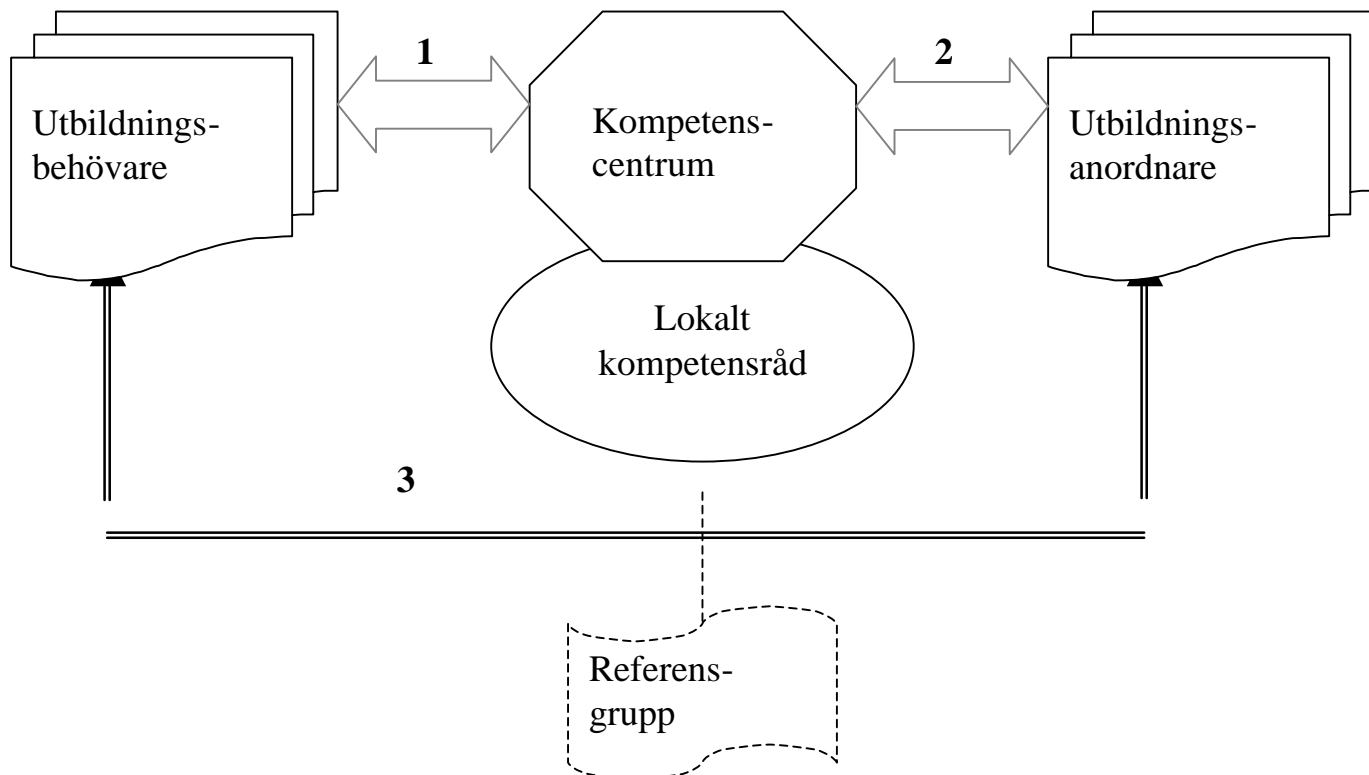 1
2
Utbildnings-
behövare
Kompetens-
centrum
Utbildnings-
anordnare
Lokalt
kompetensråd
3
Referens-
grupp